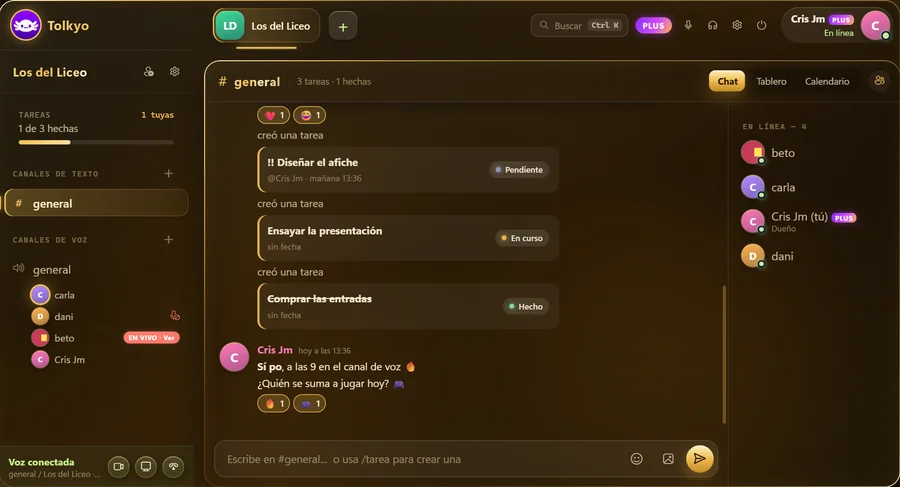 Tolkyo
LD Los del Liceo +
Buscar Ctrl K
PLUS
Cris Jm PLUS
En línea
C
Los del Liceo
TAREAS 1 tuyas
1 de 3 hechas
CANALES DE TEXTO +
# general
CANALES DE VOZ +
general
C carla
D dani
beto EN VIVO · Ver
C Cris Jm
Voz conectada
general / Los del Liceo ·...
# general · 3 tareas · 1 hechas
Chat Tablero Calendario
❤️ 1 😂 1
creó una tarea
!! Diseñar el afiche
@Cris Jm · mañana 13:36
Pendiente
creó una tarea
Ensayar la presentación
sin fecha
En curso
creó una tarea
Comprar las entradas
sin fecha
Hecho
C
Cris Jm hoy a las 13:36
Sí po, a las 9 en el canal de voz 🔥
¿Quién se suma a jugar hoy? 🎮
🔥 1 🎮 1
Escribe en #general... o usa /tarea para crear una
EN LÍNEA — 4
beto
C carla
C Cris Jm (tú) PLUS
Dueño
D dani